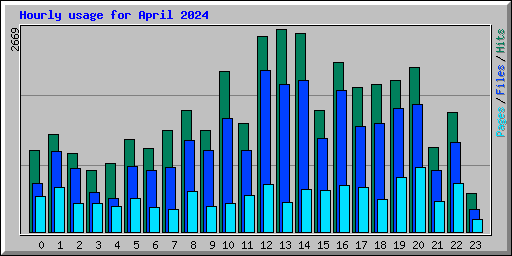 Hourly usage for April 2024
2669
Pages/Files/Hits
0 1 2 3 4 5 6 7 8 9 10 11 12 13 14 15 16 17 18 19 20 21 22 23